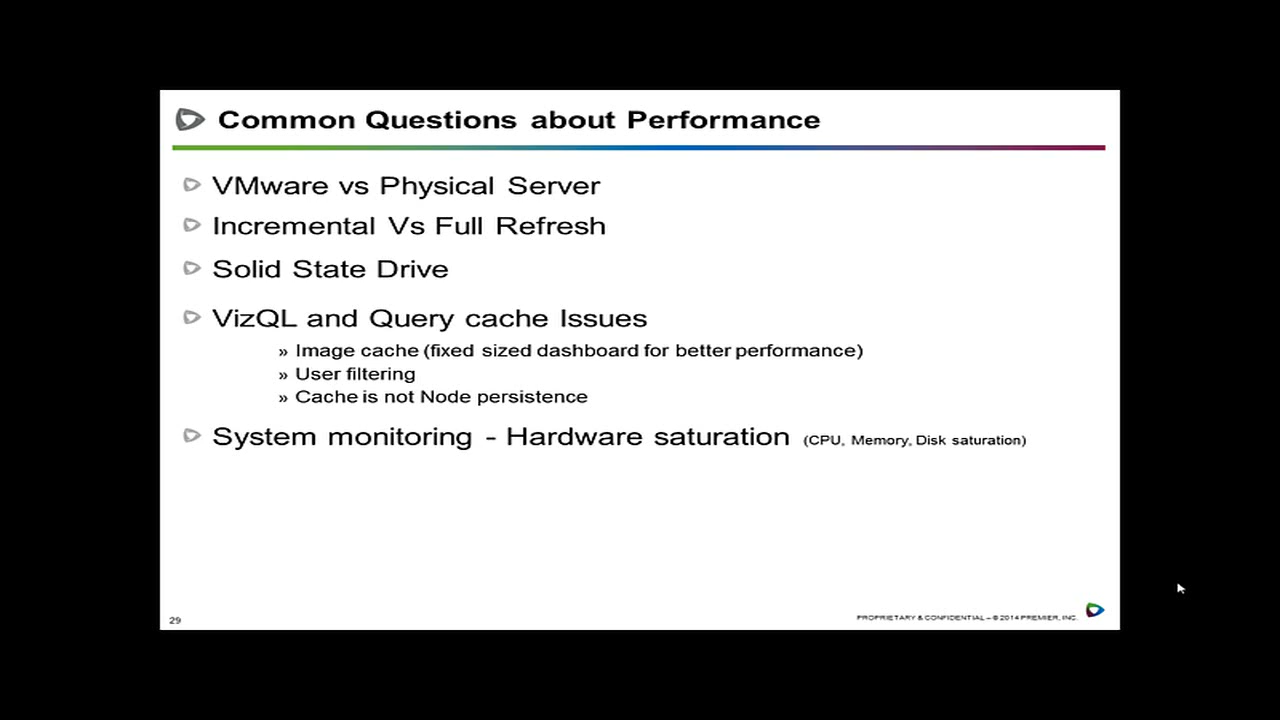 Common Questions about Performance
VMware vs Physical Server
Incremental Vs Full Refresh
Solid State Drive
VizQL and Query cache Issues
» Image cache (fixed sized dashboard for better performance)
» User filtering
» Cache is not Node persistence
System monitoring - Hardware saturation (CPU, Memory, Disk saturation)
29
PROPRIETARY & CONFIDENTIAL – © 2014 PREMIER, INC.